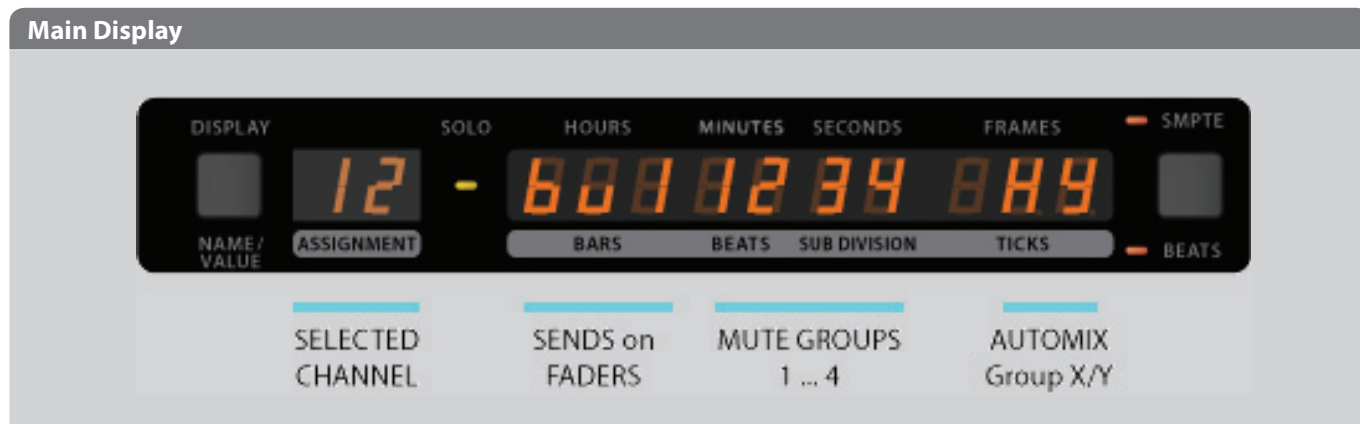 Main Display
DISPLAY SOLO HOURS MINUTES SECONDS FRAMES SMPTE
12 - bu1 12 34 HY
NAME/ ASSIGNMENT BARS BEATS SUB DIVISION TICKS BEATS
VALUE
SELECTED SENDS on MUTE GROUPS AUTOMIX
CHANNEL FADERS 1 ... 4 Group X/Y